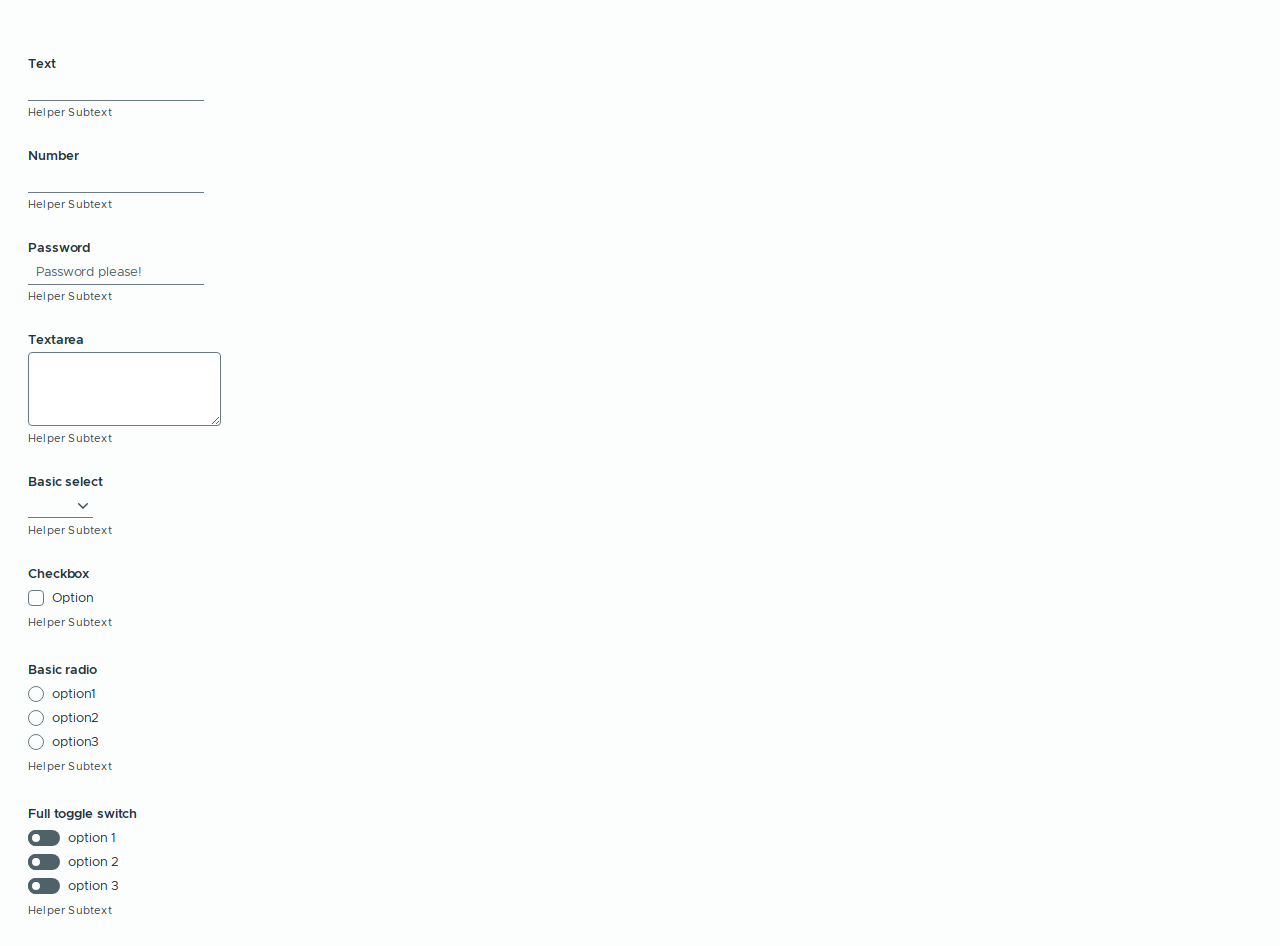 Text
Helper Subtext
Number
Helper Subtext
Password
Password please!
Helper Subtext
Textarea
Helper Subtext
Basic select
Helper Subtext
Checkbox
Option
Helper Subtext
Basic radio
option1
option2
option3
Helper Subtext
Full toggle switch
option 1
option 2
option 3
Helper Subtext